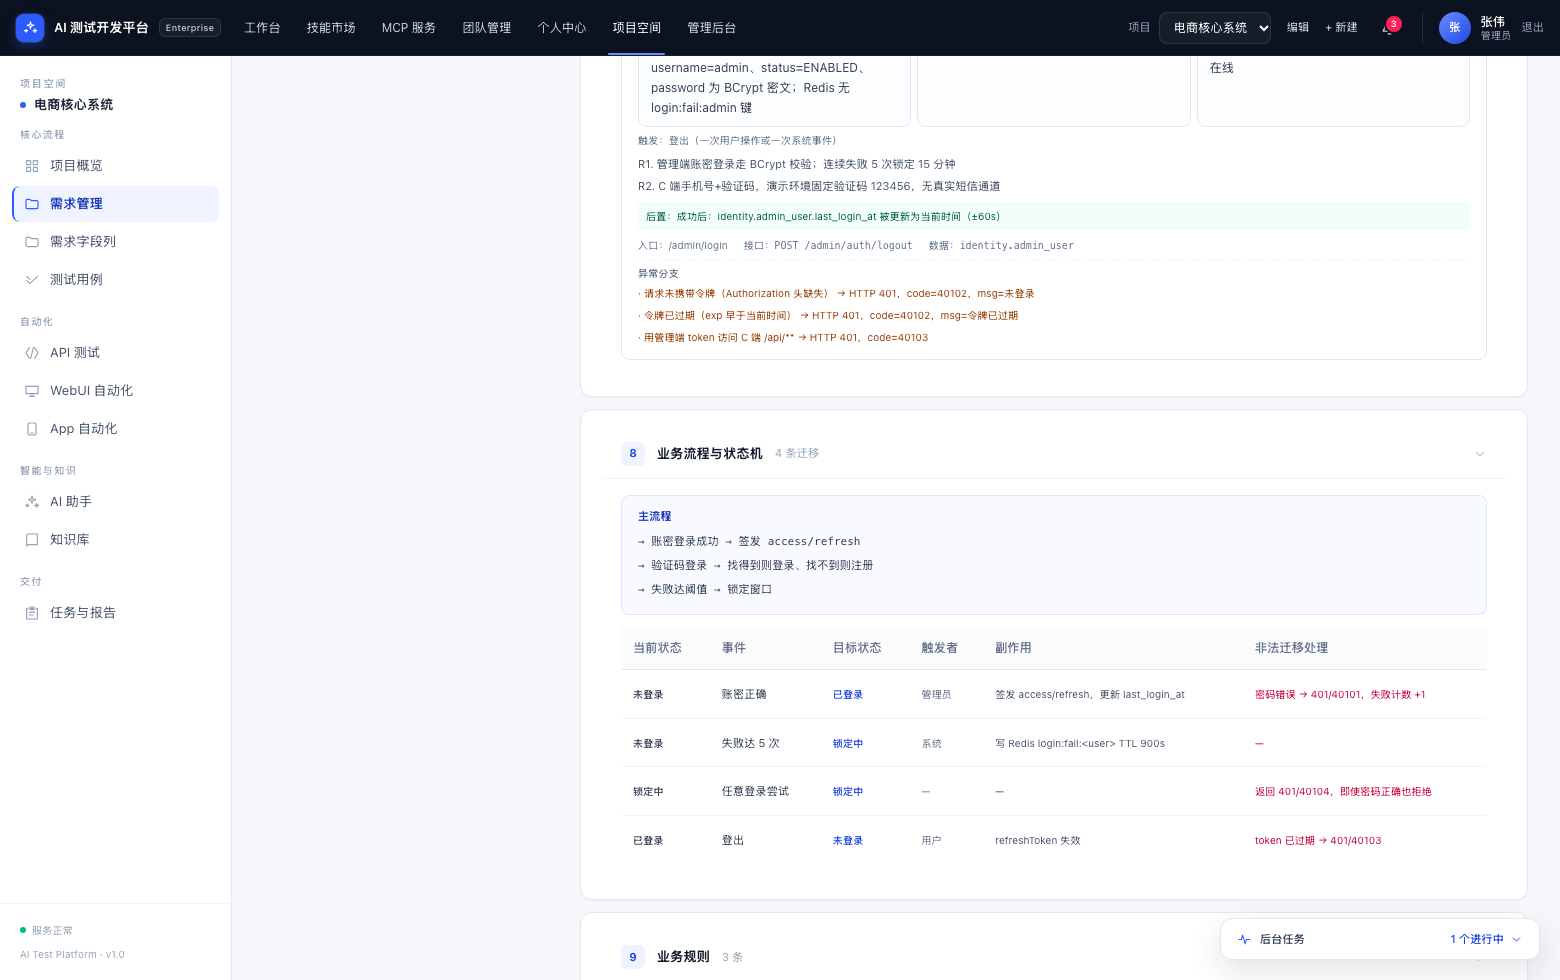 AI 测试开发平台 Enterprise 工作台 技能市场 MCP 服务 团队管理 个人中心 项目空间 管理后台 项目 电商核心系统 编辑 + 新建 3 张 张伟 管理员 退出
项目空间
电商核心系统
核心流程
项目概览
需求管理
需求字段列
测试用例
自动化
API 测试
WebUI 自动化
App 自动化
智能与知识
AI 助手
知识库
交付
任务与报告
服务正常
AI Test Platform · v1.0
username=admin、status=ENABLED、
password 为 BCrypt 密文；Redis 无
login:fail:admin 键
在线
触发：登出（一次用户操作或一次系统事件）
R1. 管理端账密登录走 BCrypt 校验；连续失败 5 次锁定 15 分钟
R2. C 端手机号+验证码，演示环境固定验证码 123456，无真实短信通道
后置：成功后：identity.admin_user.last_login_at 被更新为当前时间（±60s）
入口：/admin/login 接口：POST /admin/auth/logout 数据：identity.admin_user
异常分支
· 请求未携带令牌（Authorization 头缺失） → HTTP 401，code=40102，msg=未登录
· 令牌已过期（exp 早于当前时间） → HTTP 401，code=40102，msg=令牌已过期
· 用管理端 token 访问 C 端 /api/** → HTTP 401，code=40103
8 业务流程与状态机 4 条迁移
主流程
→ 账密登录成功 → 签发 access/refresh
→ 验证码登录 → 找得到则登录、找不到则注册
→ 失败达阈值 → 锁定窗口
当前状态 事件 目标状态 触发者 副作用 非法迁移处理
未登录 账密正确 已登录 管理员 签发 access/refresh，更新 last_login_at 密码错误 → 401/40101，失败计数 +1
未登录 失败达 5 次 锁定中 系统 写 Redis login:fail:<user> TTL 900s —
锁定中 任意登录尝试 锁定中 — — 返回 401/40104，即使密码正确也拒绝
已登录 登出 未登录 用户 refreshToken 失效 token 已过期 → 401/40103
9 业务规则 3 条
后台任务 1 个进行中